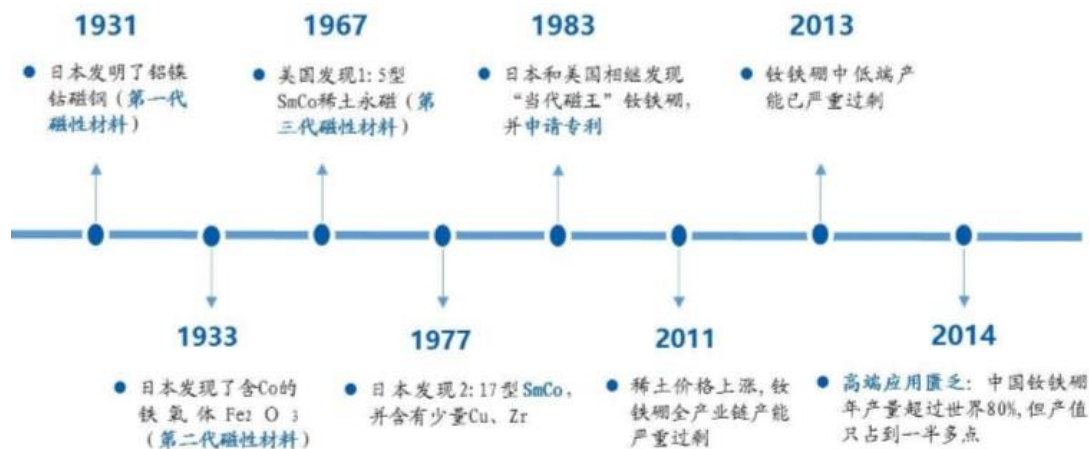 1931
日本发明了铝镍
钴磁钢（第一代
磁性材料）
1967
美国发现1:5型
SmCo稀土永磁（第
三代磁性材料）
1983
日本和美国相继发现
“当代磁王”钕铁硼，
并申请专利
2013
钕铁硼中低端产
能已严重过剩
1933
日本发现了含Co的
铁氧体Fe2O3
（第二代磁性材料）
1977
日本发现2:17型SmCo，
并含有少量Cu、Zr
2011
稀土价格上涨，钕
铁硼全产业链产能
严重过剩
2014
高端应用匮乏：中国钕铁硼
年产量超过世界80%，但产值
只占到一半多点